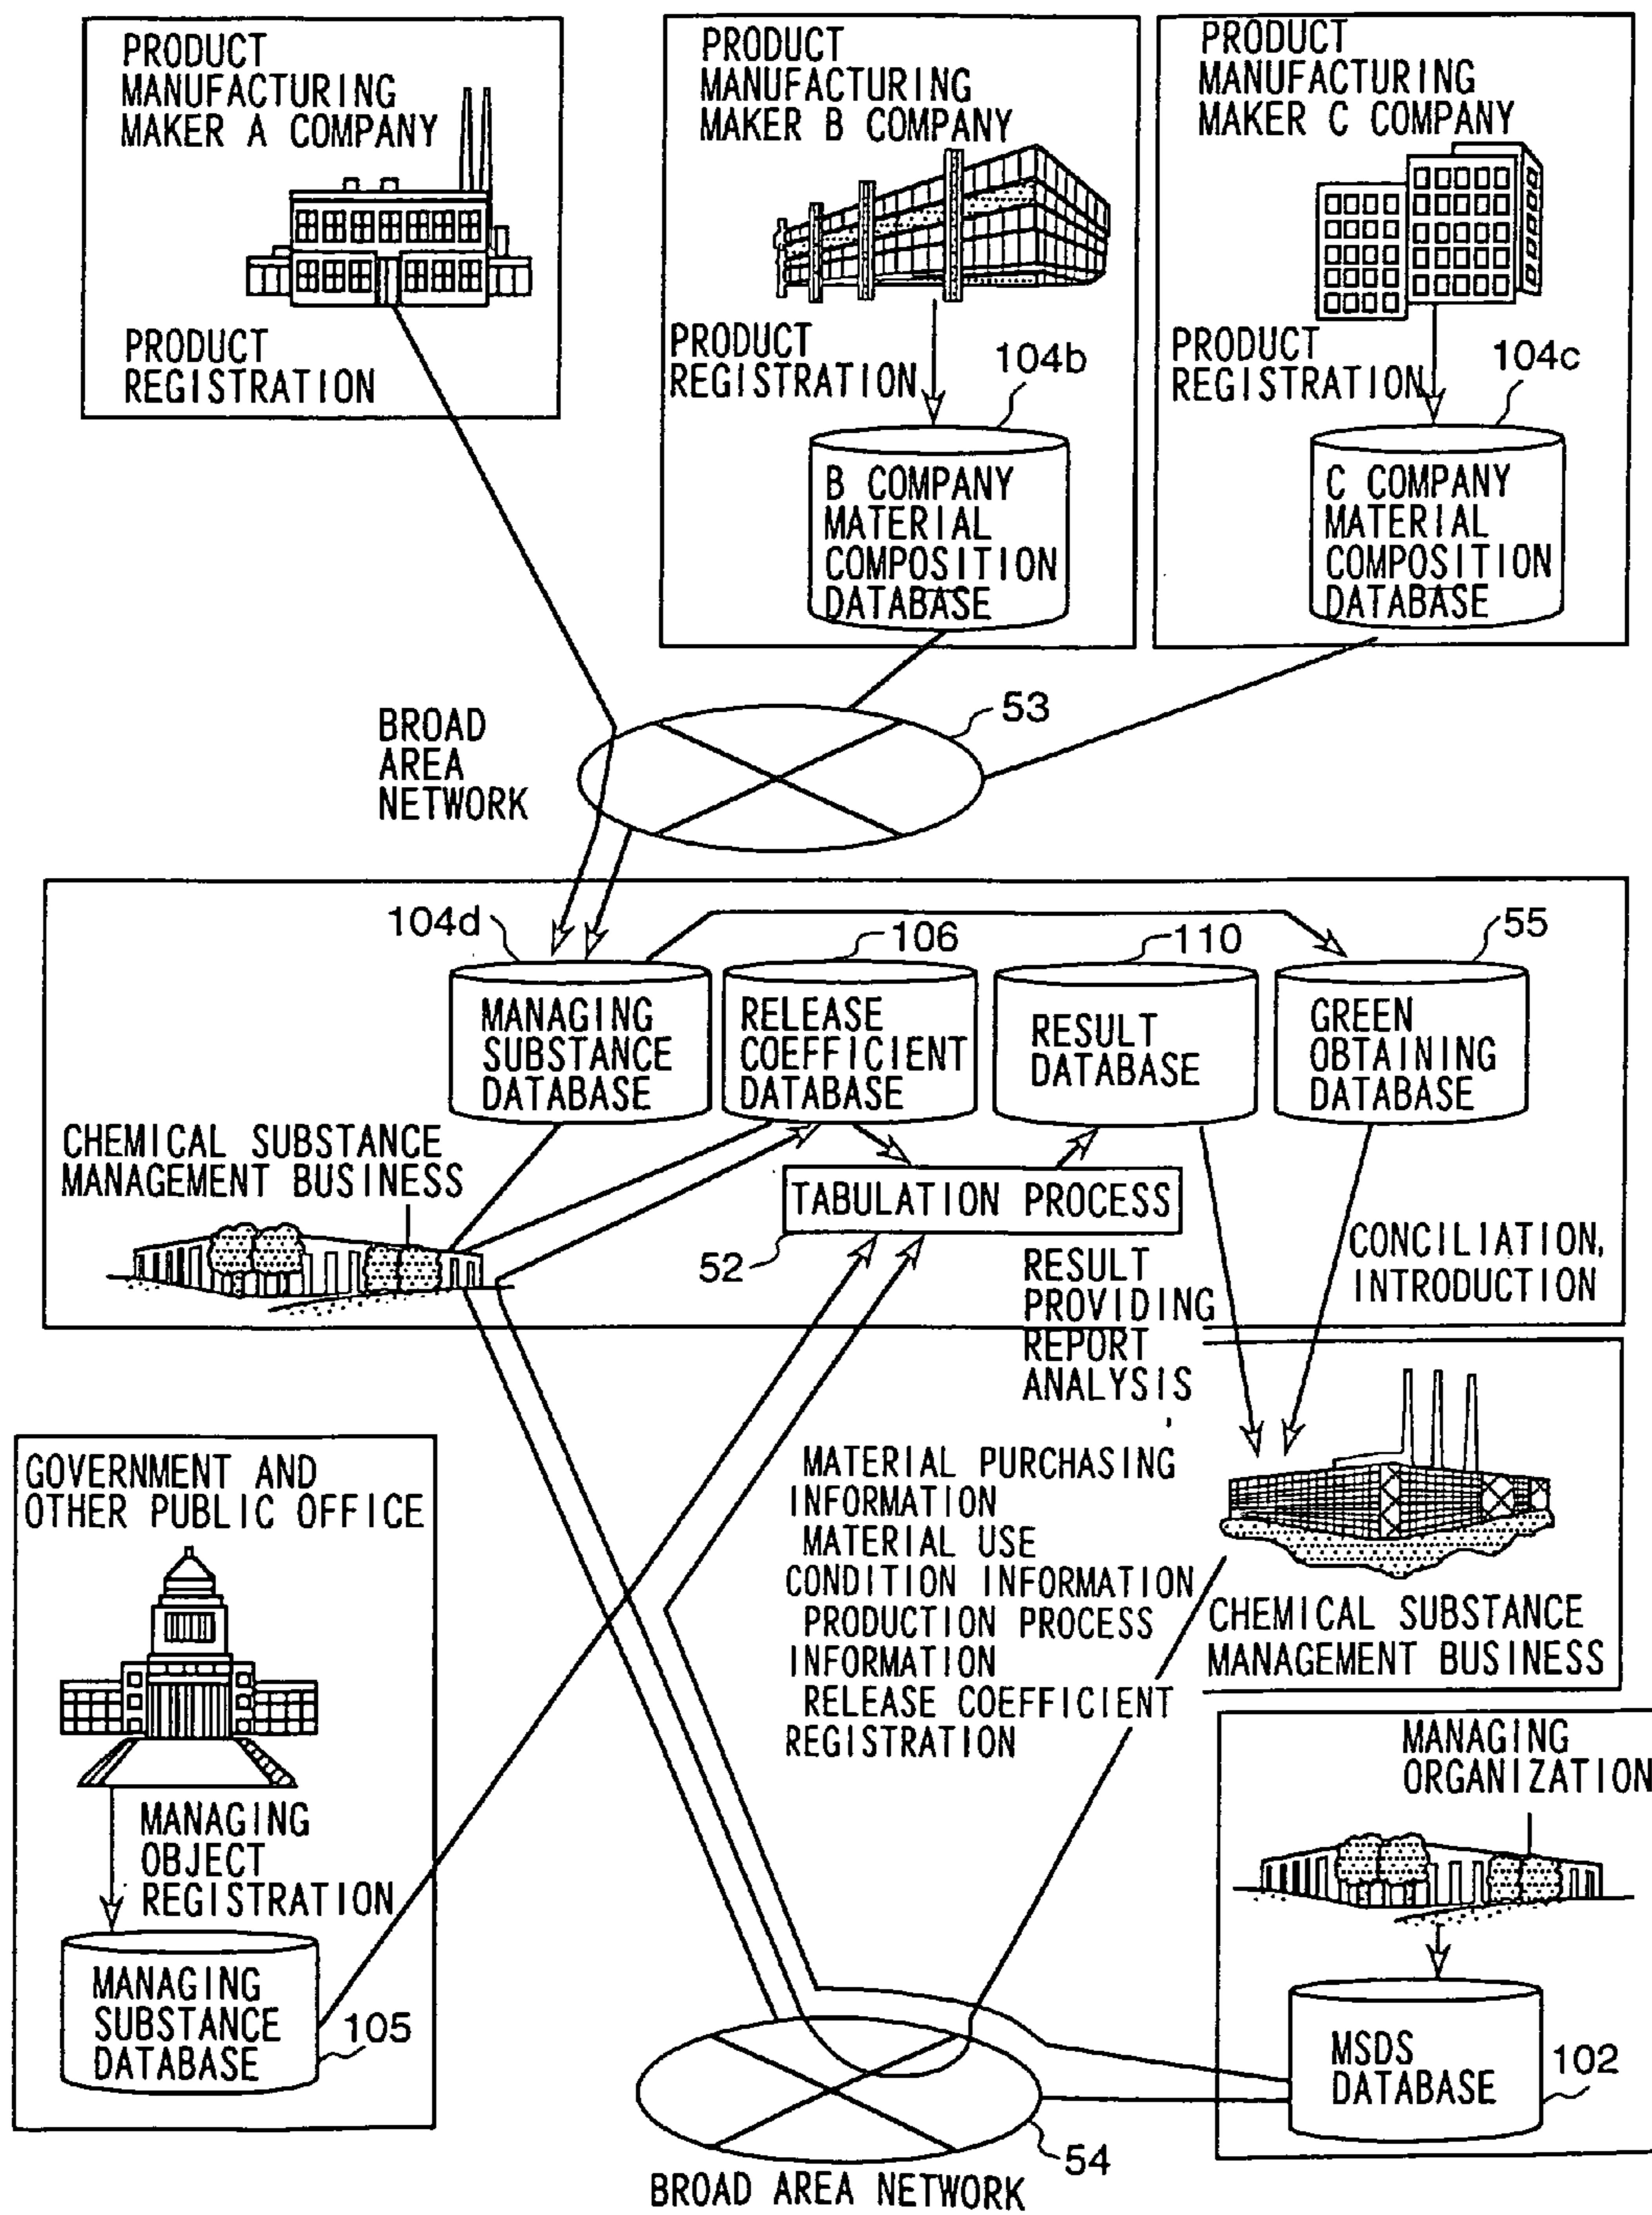 PRODUCT
MANUFACTURING
MAKER A COMPANY
PRODUCT
REGISTRATION
PRODUCT
MANUFACTURING
MAKER B COMPANY
PRODUCT
REGISTRATION
104b
B COMPANY
MATERIAL
COMPOSITION
DATABASE
PRODUCT
MANUFACTURING
MAKER C COMPANY
PRODUCT
REGISTRATION
104c
C COMPANY
MATERIAL
COMPOSITION
DATABASE
BROAD
AREA
NETWORK
53
104d
MANAGING
SUBSTANCE
DATABASE
106
RELEASE
COEFFICIENT
DATABASE
110
RESULT
DATABASE
55
GREEN
OBTAINING
DATABASE
CHEMICAL SUBSTANCE
MANAGEMENT BUSINESS
TABULATION PROCESS
52
RESULT
PROVIDING
REPORT
ANALYSIS
CONCILIATION,
INTRODUCTION
GOVERNMENT AND
OTHER PUBLIC OFFICE
MANAGING
OBJECT
REGISTRATION
MANAGING
SUBSTANCE
DATABASE
105
MATERIAL PURCHASING
INFORMATION
MATERIAL USE
CONDITION INFORMATION
PRODUCTION PROCESS
INFORMATION
RELEASE COEFFICIENT
REGISTRATION
CHEMICAL SUBSTANCE
MANAGEMENT BUSINESS
MANAGING
ORGANIZATION
MSDS
DATABASE
102
54
BROAD AREA NETWORK